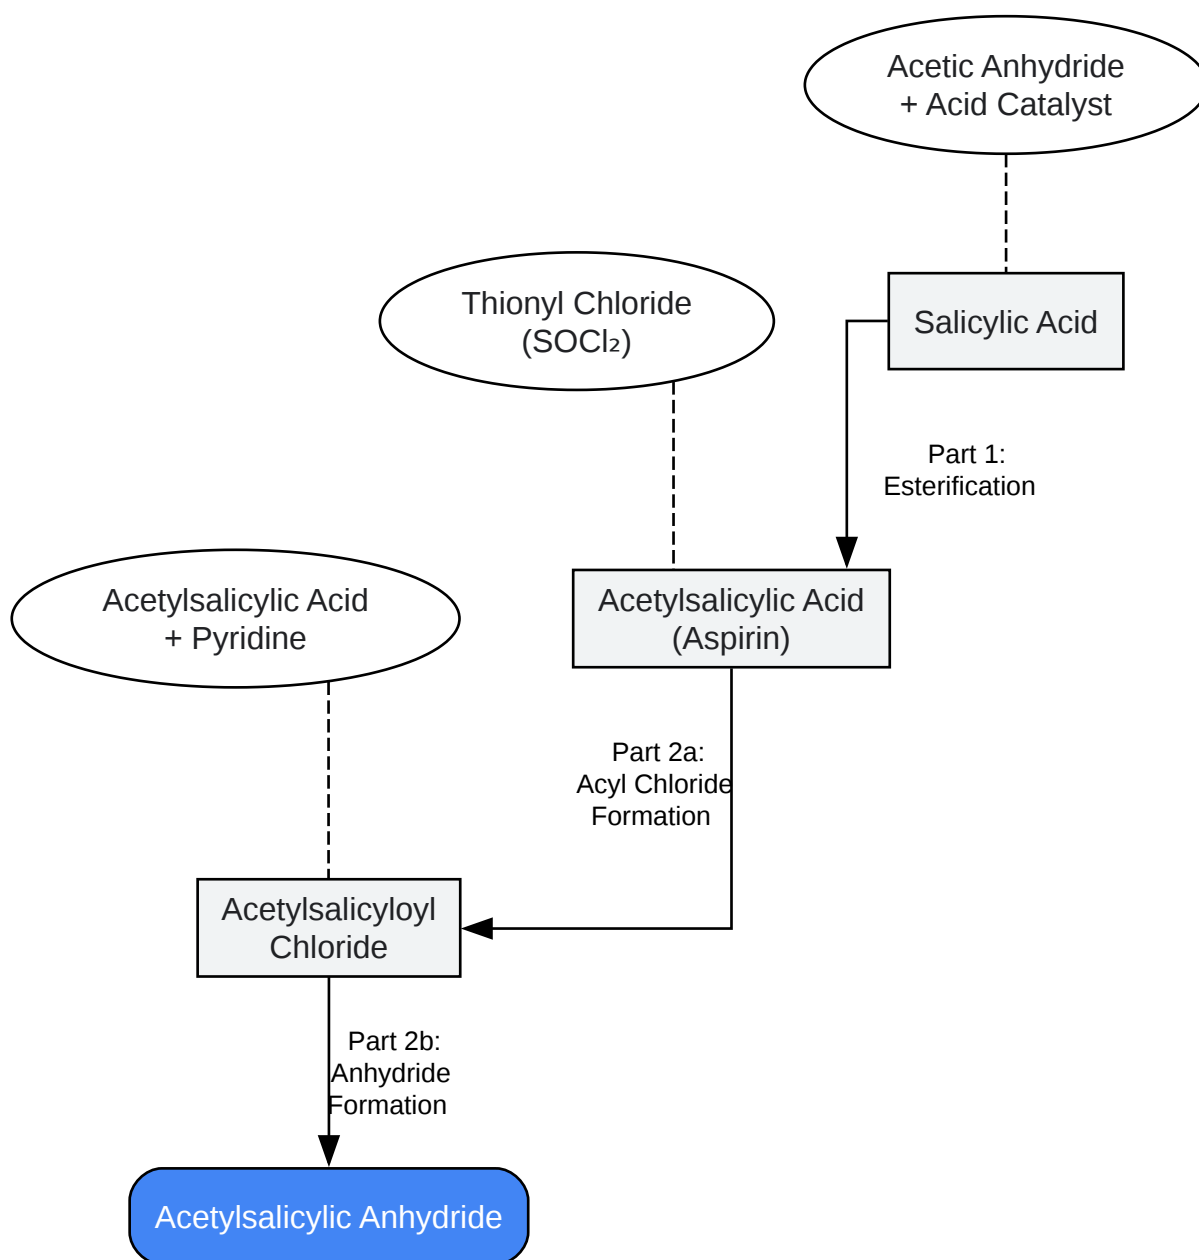 Acetic Anhydride
+ Acid Catalyst
Thionyl Chloride
(SOCl₂)
Salicylic Acid
Part 1:
Esterification
Acetylsalicylic Acid
+ Pyridine
Acetylsalicylic Acid
(Aspirin)
Part 2a:
Acyl Chloride
Formation
Acetylsalicyloyl
Chloride
Part 2b:
Anhydride
Formation
Acetylsalicylic Anhydride